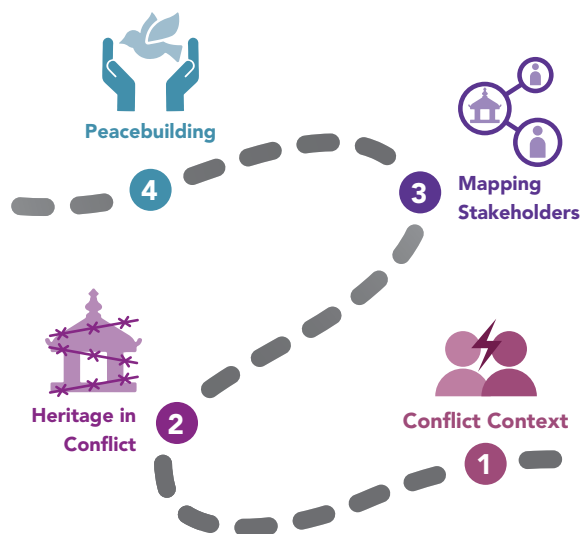 Peacebuilding
4
3
Mapping
Stakeholders
Heritage in
Conflict
2
Conflict Context
1